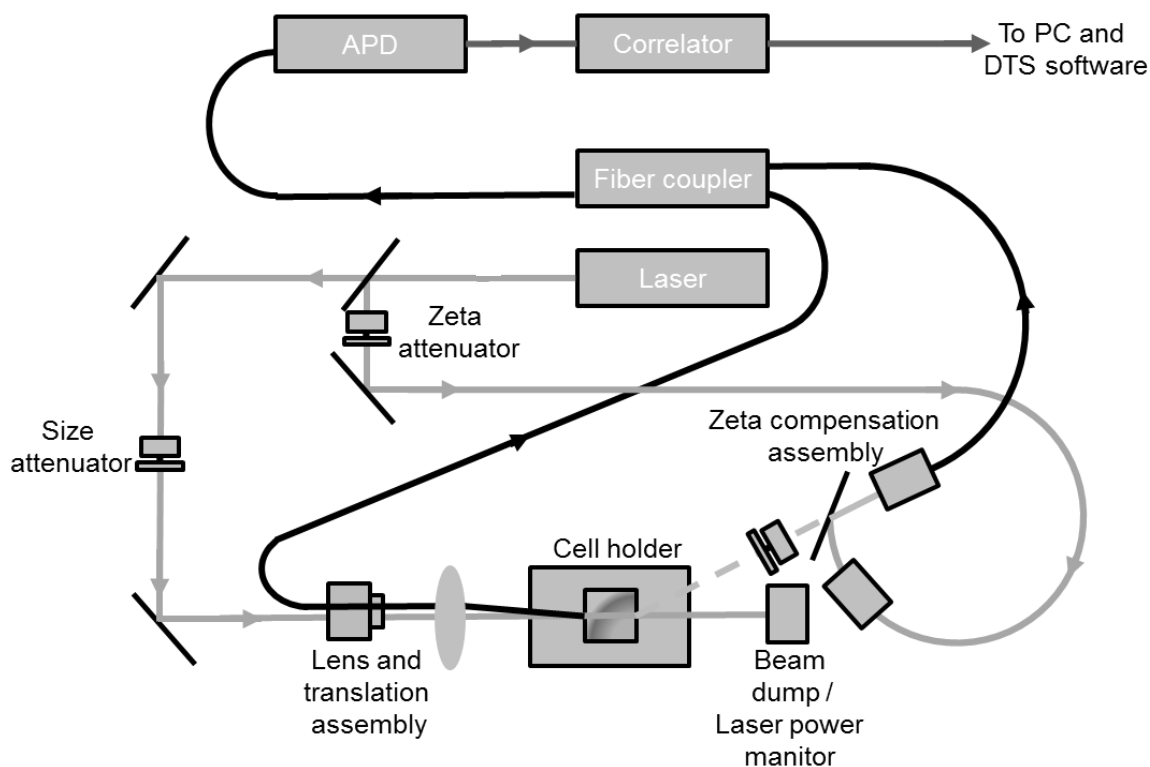 APD
Correlator
To PC and
DTS software
Fiber coupler
Laser
Zeta
attenuator
Size
attenuator
Zeta compensation
assembly
Cell holder
Lens and
translation
assembly
Beam
dump /
Laser power
manitor